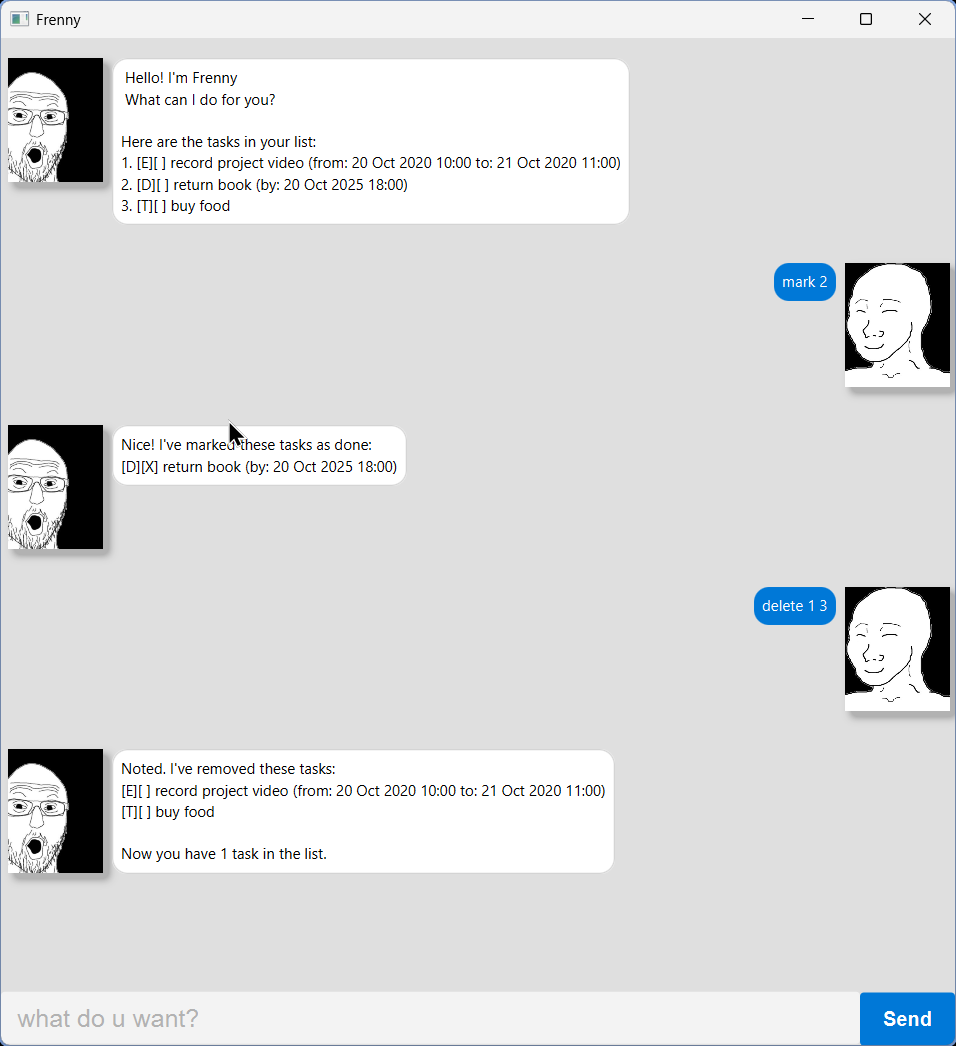 Frenny
Hello! I'm Frenny
What can I do for you?
Here are the tasks in your list:
1. [E][ ] record project video (from: 20 Oct 2020 10:00 to: 21 Oct 2020 11:00)
2. [D][ ] return book (by: 20 Oct 2025 18:00)
3. [T][ ] buy food
mark 2
Nice! I've marked these tasks as done:
[D][X] return book (by: 20 Oct 2025 18:00)
delete 1 3
Noted. I've removed these tasks:
[E][ ] record project video (from: 20 Oct 2020 10:00 to: 21 Oct 2020 11:00)
[T][ ] buy food
Now you have 1 task in the list.
what do u want?
Send